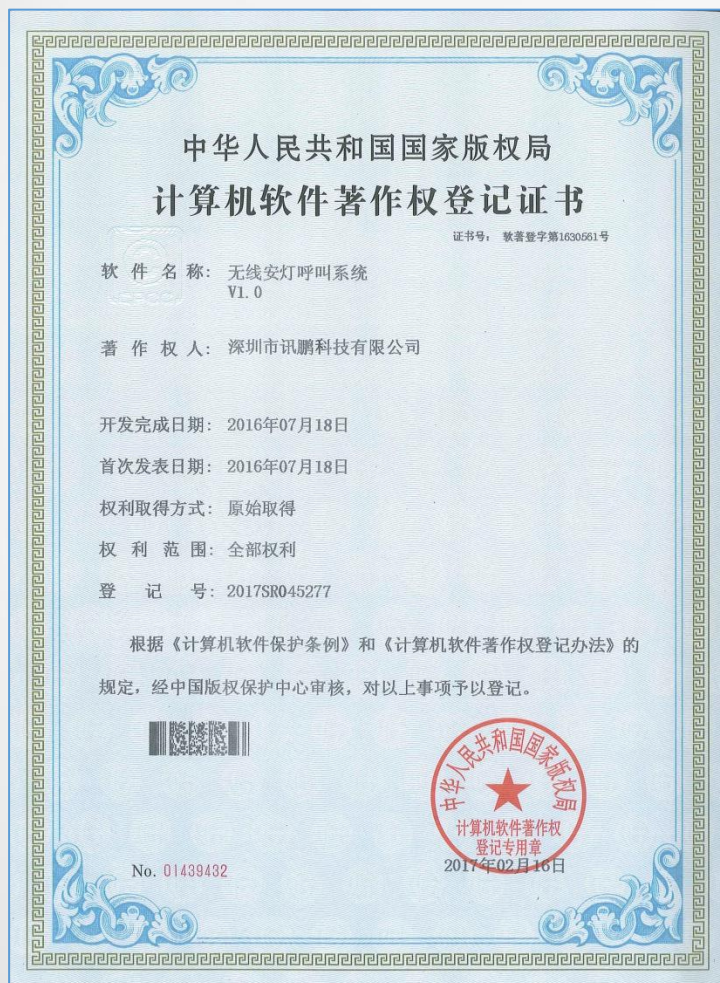 中华人民共和国国家版权局
计算机软件著作权登记证书
证书号： 软著登字第1630561号
软件名称： 无线安灯呼叫系统
V1.0
著作权人： 深圳市讯鹏科技有限公司
开发完成日期： 2016年07月18日
首次发表日期： 2016年07月18日
权利取得方式： 原始取得
权利范围： 全部权利
登记号： 2017SR045277
根据《计算机软件保护条例》和《计算机软件著作权登记办法》的
规定，经中国版权保护中心审核，对以上事项予以登记。
中华人民共和国国家版权局
计算机软件著作权
登记专用章
No. 01439432
2017年02月16日